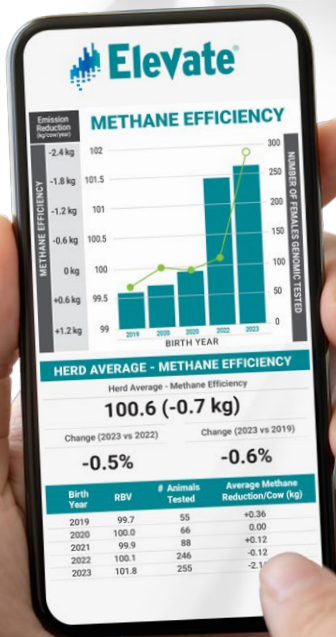 Elevate®
METHANE EFFICIENCY
Emission
Reduction
(kg/cow/year)
METHANE EFFICIENCY
-2.4 kg
-1.8 kg
-1.2 kg
-0.6 kg
0 kg
+0.6 kg
+1.2 kg
102
101.5
101
100.5
100
99.5
99
300
250
200
150
100
50
0
NUMBER OF FEMALES GENOMIC TESTED
2019 2020 2020 2022 2023
BIRTH YEAR
HERD AVERAGE - METHANE EFFICIENCY
Herd Average - Methane Efficiency
100.6 (-0.7 kg)
Change (2023 vs 2022) Change (2023 vs 2019)
-0.5% -0.6%
Birth Year RBV # Animals Tested Average Methane Reduction/Cow (kg)
2019 99.7 55 +0.36
2020 100.0 66 0.00
2021 99.9 88 +0.12
2022 100.1 246 -0.12
2023 101.8 255